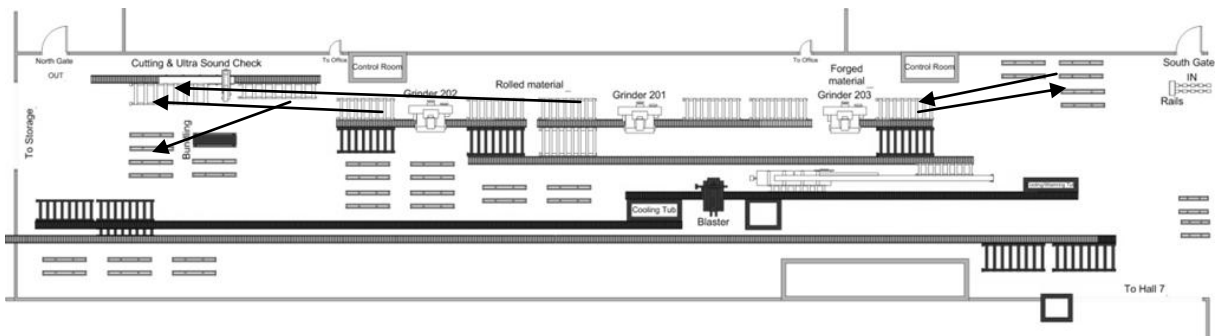 North Gate
OUT
Cutting & Ultra Sound Check
To Office
Control Room
Grinder 202
Rolled material
Grinder 201
To Office
Forged
material
Grinder 203
Control Room
South Gate
IN
Rails
To Storage
Bundling
Cooling Tub
Blaster
To Hall 7